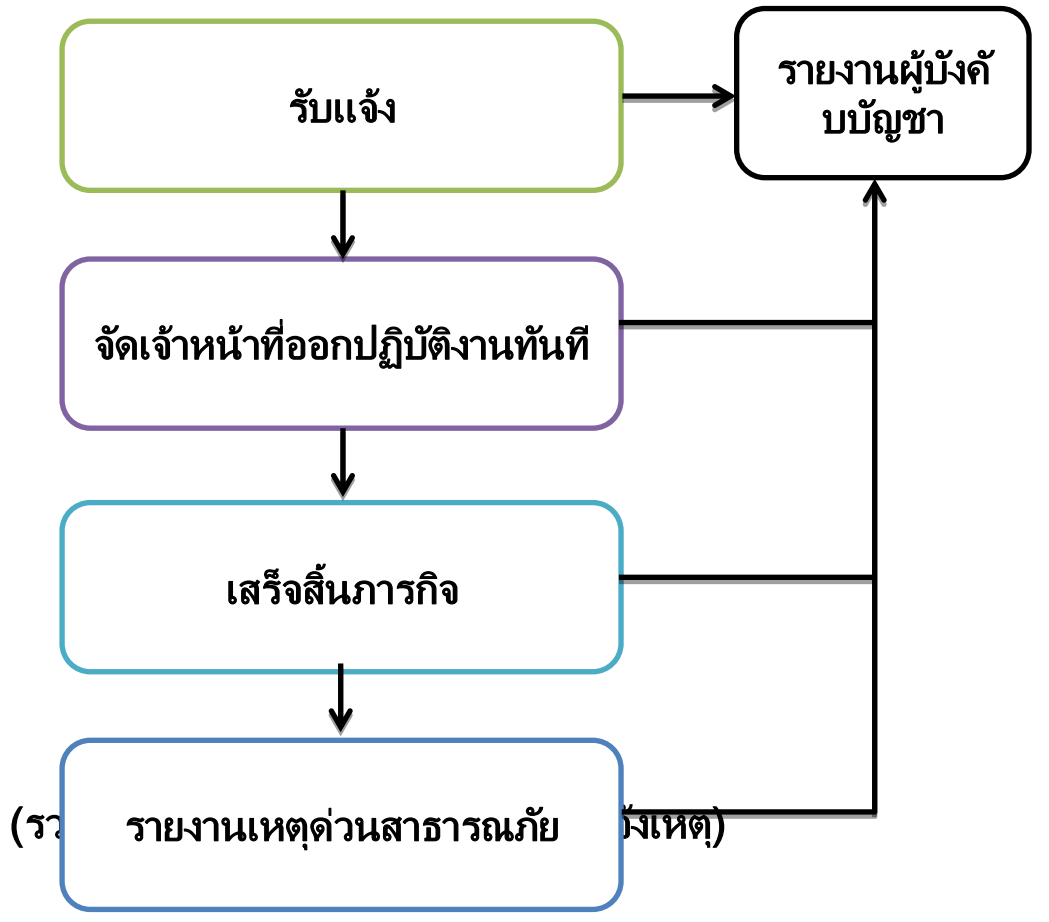 รับแจ้ง
รายงานผู้บังคั
บบัญชา
จัดเจ้าหน้าที่ออกปฏิบัติงานทันที
เสร็จสิ้นภารกิจ
รายงานเหตุด่วนสาธารณภัย